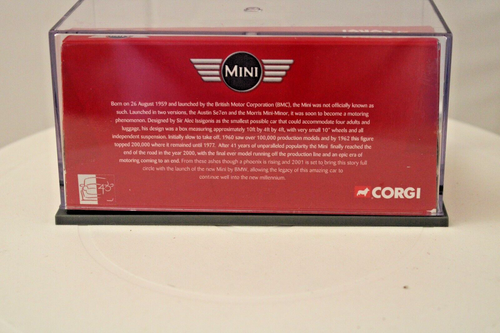 MINI
Born on 26 August 1959 and launched by the British Motor Corporation (BMC), the Mini was not officially known as
such. Launched in two versions, the Austin Se7en and the Morris Mini-Minor, it was soon to become a motoring
phenomenon. Designed by Sir Alec Issigonis as the smallest possible car that could accommodate four adults and
luggage, his design was a box measuring approximately 10ft by 4ft by 4ft, with very small 10" wheels and all
independent suspension. Initially slow to take off, 1960 saw over 100,000 production models and by 1962 this figure
topped 200,000 where it remained until 1977. After 41 years of unparalleled popularity the Mini finally reached the
end of the road in the year 2000, with the final ever model running off the production line and an epic era of
motoring coming to an end. From these ashes though a phoenix is rising and 2001 is set to bring this story full
circle with the launch of the new Mini by BMW, allowing the legacy of this amazing car to
continue well into the new millennium.
CORGI